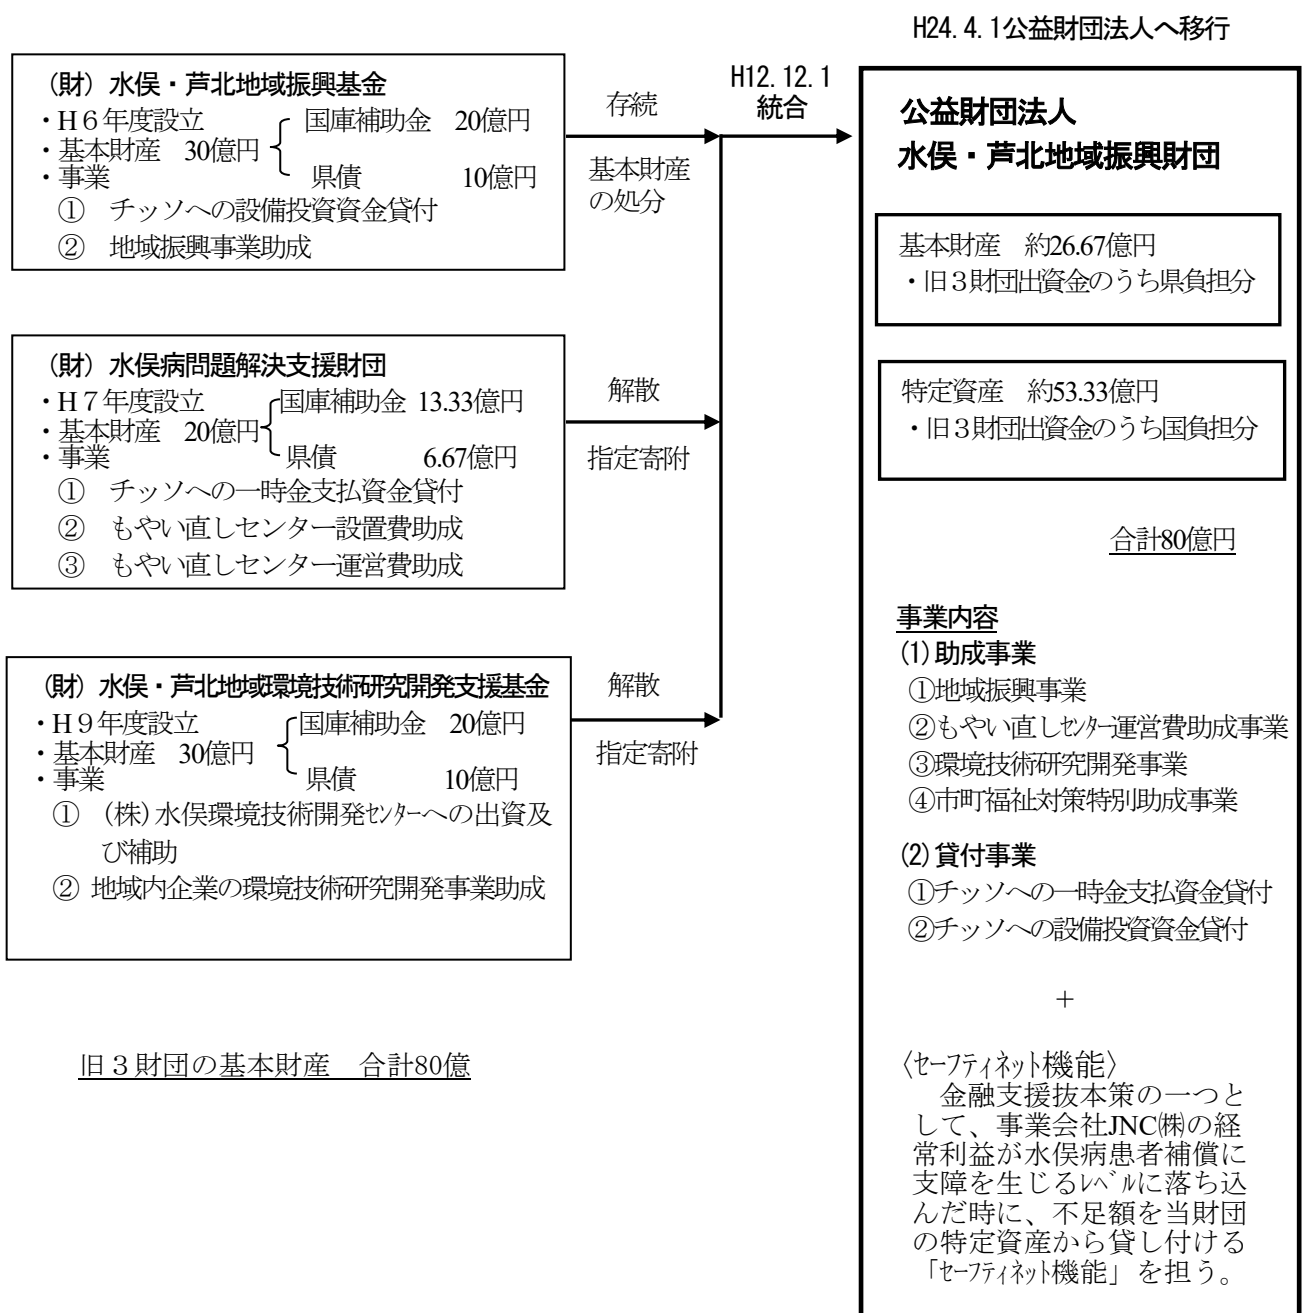 H24.4.1公益財団法人へ移行
(財) 水俣・芦北地域振興基金
・H６年度設立 国庫補助金 20億円
・基本財産 30億円
・事業 県債 10億円
① チッソへの設備投資資金貸付
② 地域振興事業助成
存続
基本財産
の処分
H12.12.1
統合
(財) 水俣病問題解決支援財団
・H７年度設立 国庫補助金 13.33億円
・基本財産 20億円
・事業 県債 6.67億円
① チッソへの一時金支払資金貸付
② もやい直しセンター設置費助成
③ もやい直しセンター運営費助成
解散
指定寄附
(財) 水俣・芦北地域環境技術研究開発支援基金
・H９年度設立 国庫補助金 20億円
・基本財産 30億円
・事業 県債 10億円
① (株)水俣環境技術開発ｾﾝﾀｰへの出資及
び補助
② 地域内企業の環境技術研究開発事業助成
解散
指定寄附
旧３財団の基本財産 合計80億
公益財団法人
水俣・芦北地域振興財団
基本財産 約26.67億円
・旧３財団出資金のうち県負担分
特定資産 約53.33億円
・旧３財団出資金のうち国負担分
合計80億円
事業内容
(1)助成事業
①地域振興事業
②もやい直しｾﾝﾀｰ運営費助成事業
③環境技術研究開発事業
④市町福祉対策特別助成事業
(2)貸付事業
①チッソへの一時金支払資金貸付
②チッソへの設備投資資金貸付
＋
〈ｾｰﾌﾃｨﾈｯﾄ機能〉
金融支援抜本策の一つと
して、事業会社JNC㈱の経
常利益が水俣病患者補償に
支障を生じるﾚﾍﾞﾙに落ち込
んだ時に、不足額を当財団
の特定資産から貸し付ける
「ｾｰﾌﾃｨﾈｯﾄ機能」を担う。